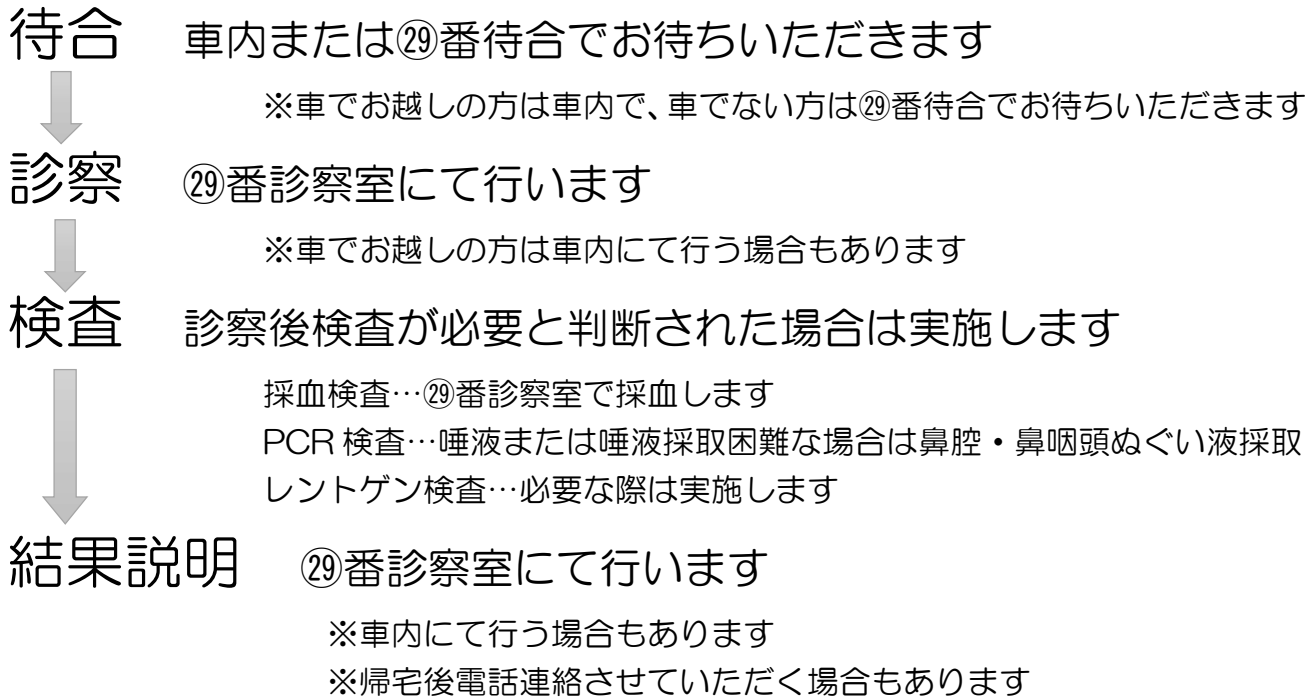 待合 車内または㉙番待合でお待ちいただきます
※車でお越しの方は車内で、車でない方は㉙番待合でお待ちいただきます
診察 ㉙番診察室にて行います
※車でお越しの方は車内にて行う場合もあります
検査 診察後検査が必要と判断された場合は実施します
採血検査…㉙番診察室で採血します
PCR 検査…唾液または唾液採取困難な場合は鼻腔・鼻咽頭ぬぐい液採取
レントゲン検査…必要な際は実施します
結果説明 ㉙番診察室にて行います
※車内にて行う場合もあります
※帰宅後電話連絡させていただく場合もあります